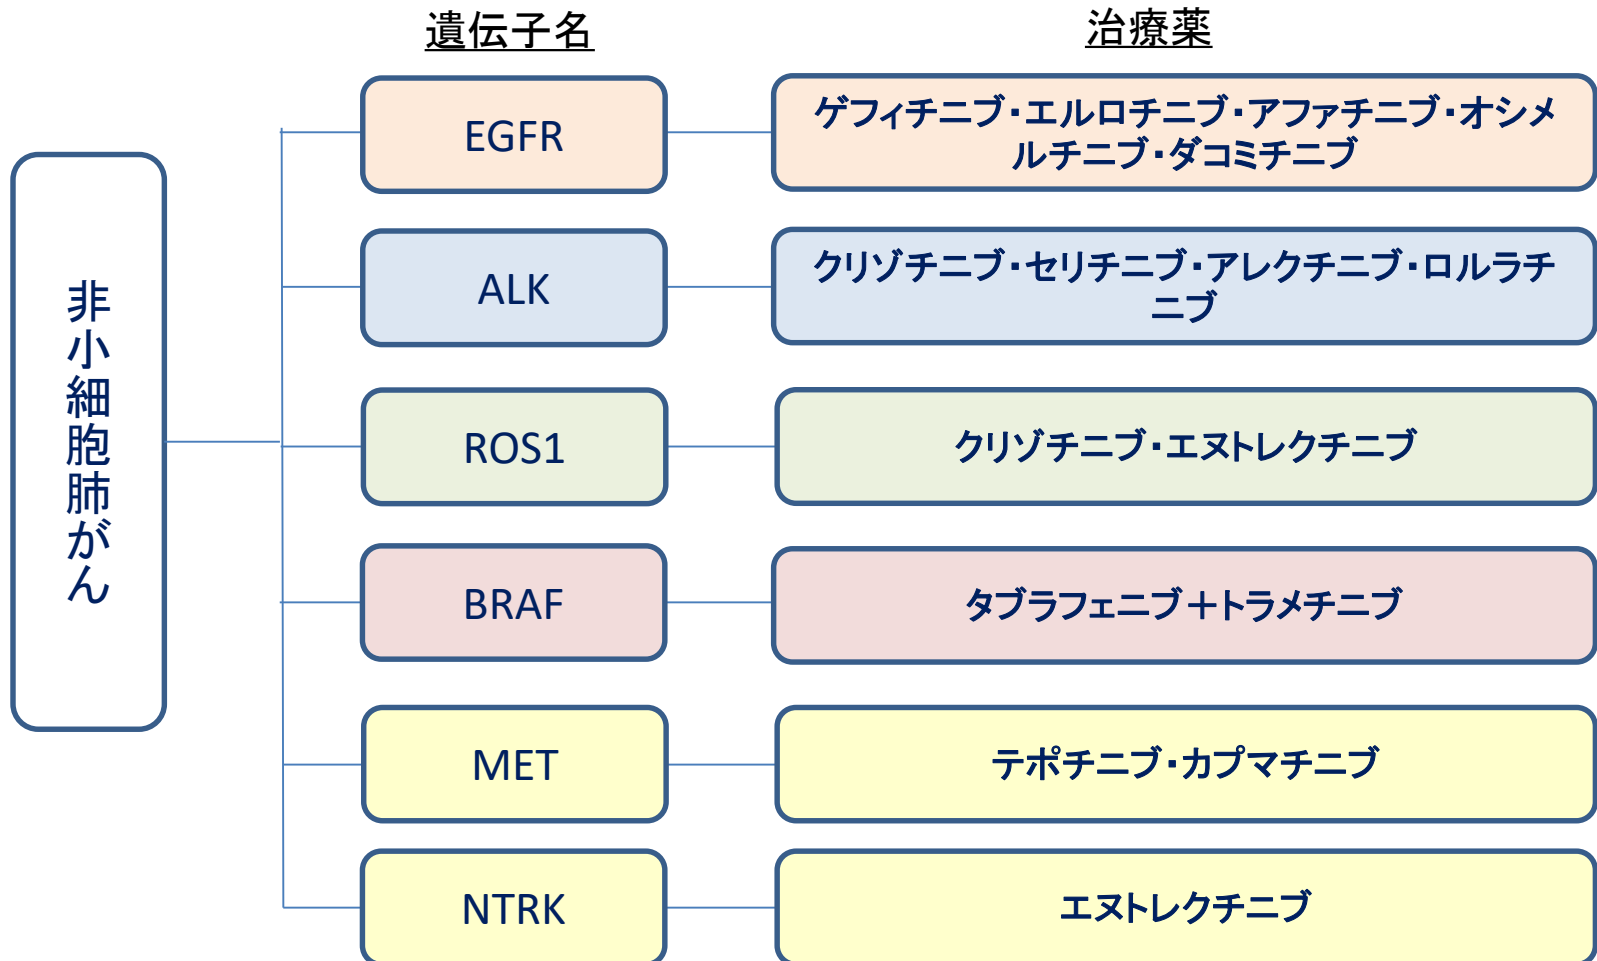 遺伝子名
治療薬
非小細胞肺がん
EGFR
ゲフィチニブ・エルロチニブ・アファチニブ・オシメ
ルチニブ・ダコミチニブ
ALK
クリゾチニブ・セリチニブ・アレクチニブ・ロルラチ
ニブ
ROS1
クリゾチニブ・エヌトレクチニブ
BRAF
タブラフェニブ＋トラメチニブ
MET
テポチニブ・カプマチニブ
NTRK
エヌトレクチニブ